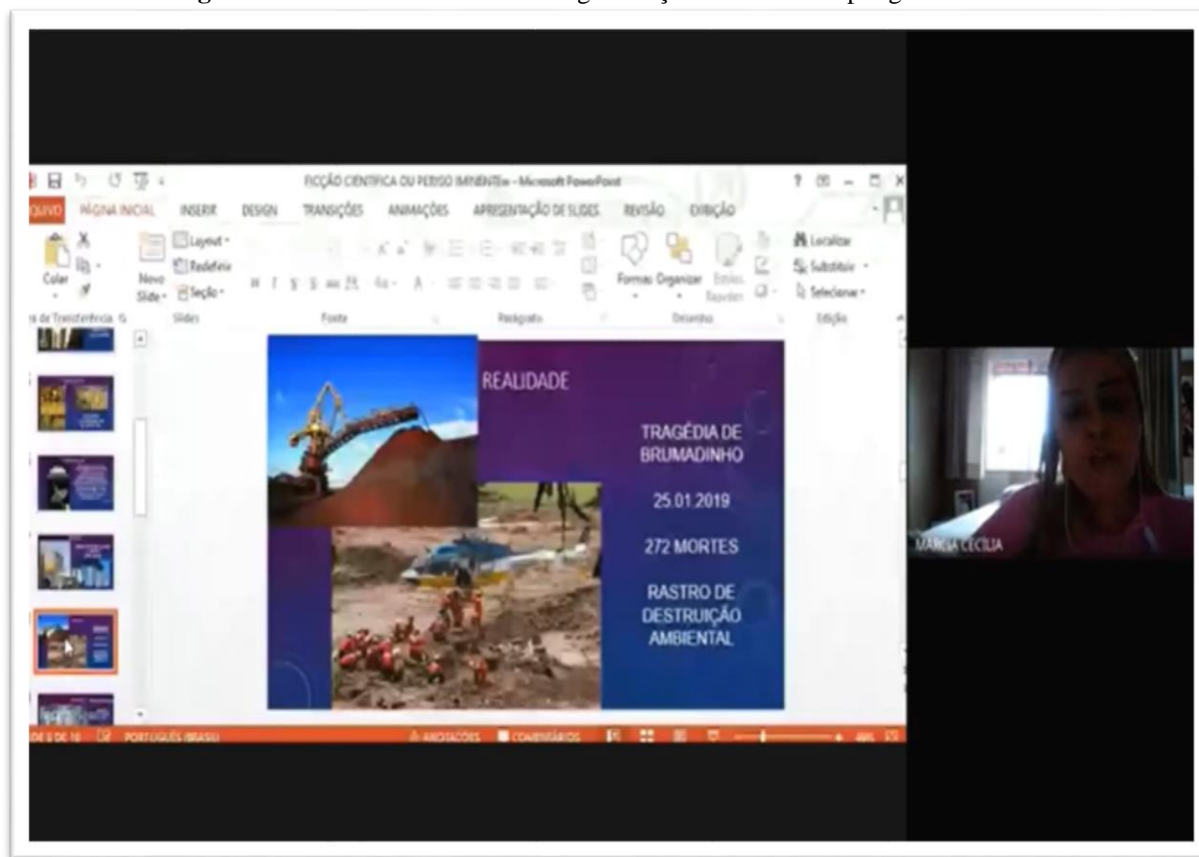 FICÇÃO CIENTÍFICA OU PERIGO IMINENTE - Microsoft PowerPoint
PÁGINA INICIAL INSERIR DESIGN TRANSIÇÕES ANIMAÇÕES APRESENTAÇÃO DE SLIDES REVISÃO EXIBIÇÃO
Colar
Novo
Slide
Layout
Redefinir
Seção
Formas Organizar
Localizar
Substituir
Selecionar
Slides Fonte Parágrafo Desenho Edição
REALIDADE
TRAGÉDIA DE
BRUMADINHO
25.01.2019
272 MORTES
RASTRO DE
DESTRUIÇÃO
AMBIENTAL
MARCIA CECÍLIA
PORTUGUÊS (BRASIL) ANOTAÇÕES COMENTÁRIOS